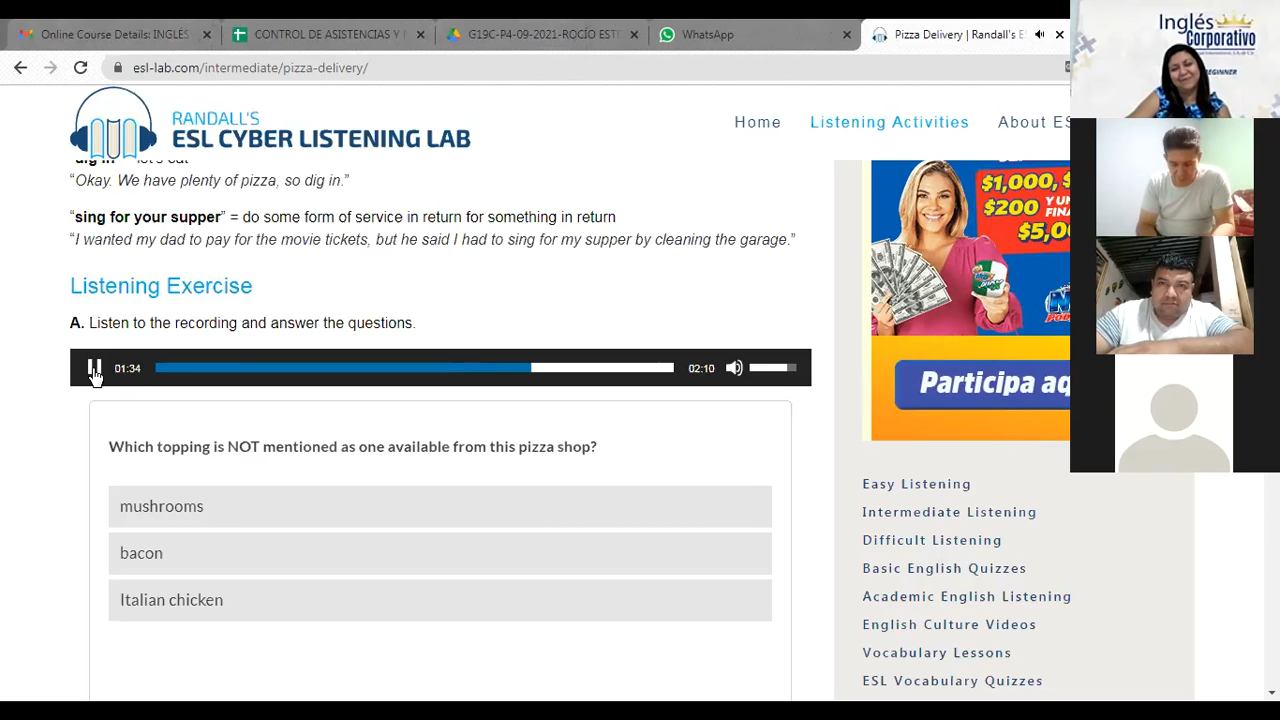 Online Course Details: INGLÉS
CONTROL DE ASISTENCIAS Y
G19C-P4-09-2021-ROCÍO EST
WhatsApp
Pizza Delivery | Randall's E
esl-lab.com/intermediate/pizza-delivery/
Inglés
Corporativo
BEGINNER
RANDALL'S
ESL CYBER LISTENING LAB
Home
Listening Activities
About ES
"dig in" = let's eat
"Okay. We have plenty of pizza, so dig in."
"sing for your supper" = do some form of service in return for something in return
"I wanted my dad to pay for the movie but he said I had to sing for my supper by cleaning the garage."
Listening Exercise
A. Listen to the recording and answer the questions.
01:34
02:10
Which topping is NOT mentioned as one available from this pizza shop?
mushrooms
bacon
Italian chicken
$1,000,
$200
Participa aq
Easy Listening
Intermediate Listening
Difficult Listening
Basic English Quizzes
Academic English Listening
English Culture Videos
Vocabulary Lessons
ESL Vocabulary Quizzes